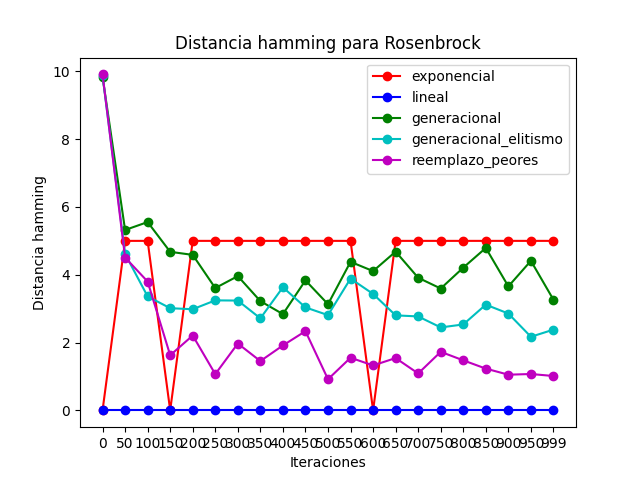 Distancia hamming para Rosenbrock
Distancia hamming
10
8
6
4
2
0
exponencial
lineal
generacional
generacional_elitismo
reemplazo_peores
0 50 100 150 200 250 300 350 400 450 500 550 600 650 700 750 800 850 900 950 999
Iteraciones